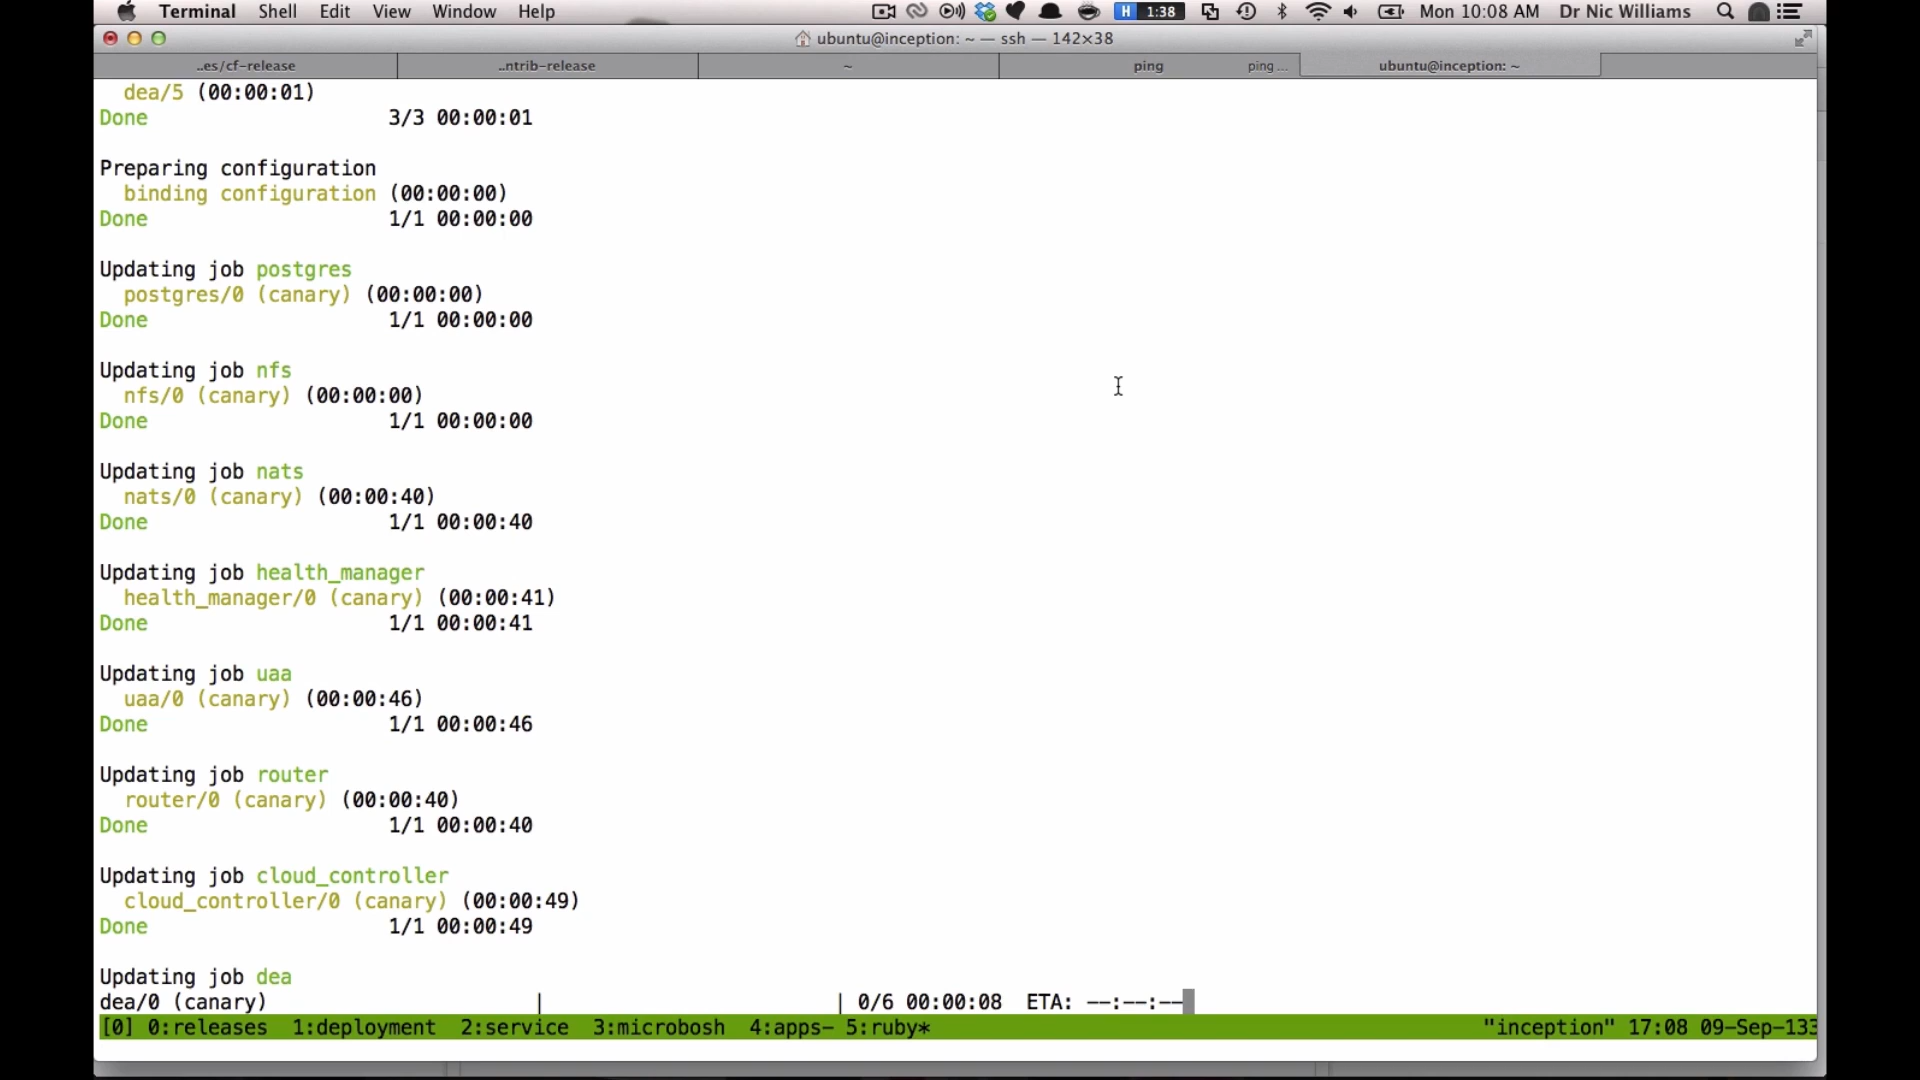 Terminal Shell Edit View Window Help H 1:38 Mon 10:08 AM Dr Nic Williams
ubuntu@inception: ~ — ssh — 142×38
..es/cf-release ..ntrib-release ~ ping ping ... ubuntu@inception: ~
dea/5 (00:00:01)
Done 3/3 00:00:01
Preparing configuration
binding configuration (00:00:00)
Done 1/1 00:00:00
Updating job postgres
postgres/0 (canary) (00:00:00)
Done 1/1 00:00:00
Updating job nfs
nfs/0 (canary) (00:00:00)
Done 1/1 00:00:00
Updating job nats
nats/0 (canary) (00:00:40)
Done 1/1 00:00:40
Updating job health_manager
health_manager/0 (canary) (00:00:41)
Done 1/1 00:00:41
Updating job uaa
uaa/0 (canary) (00:00:46)
Done 1/1 00:00:46
Updating job router
router/0 (canary) (00:00:40)
Done 1/1 00:00:40
Updating job cloud_controller
cloud_controller/0 (canary) (00:00:49)
Done 1/1 00:00:49
Updating job dea
dea/0 (canary) | | 0/6 00:00:08 ETA: --:--:--
[0] 0:releases 1:deployment 2:service 3:microbosh 4:apps- 5:ruby* "inception" 17:08 09-Sep-133